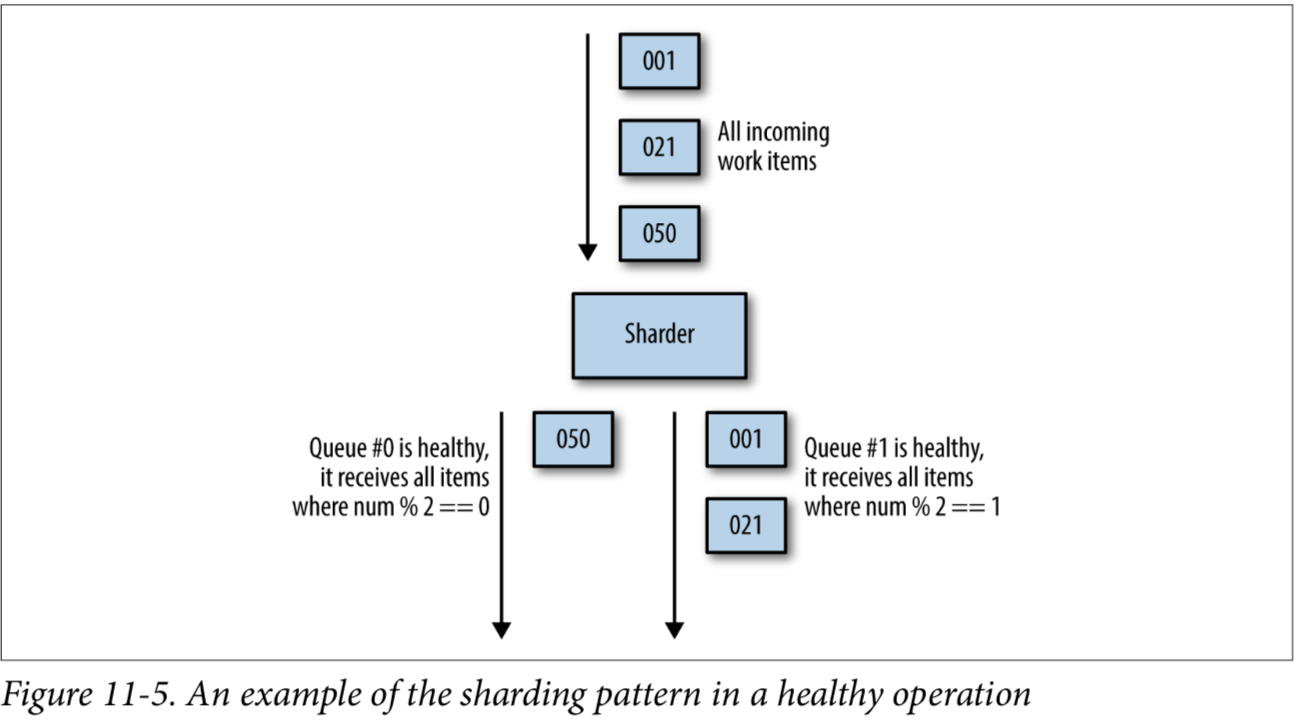 001
021
All incoming
work items
050
Sharder
050
001
Queue #0 is healthy,
it receives all items
where num % 2 == 0
Queue #1 is healthy,
it receives all items
where num % 2 == 1
021
Figure 11-5. An example of the sharding pattern in a healthy operation